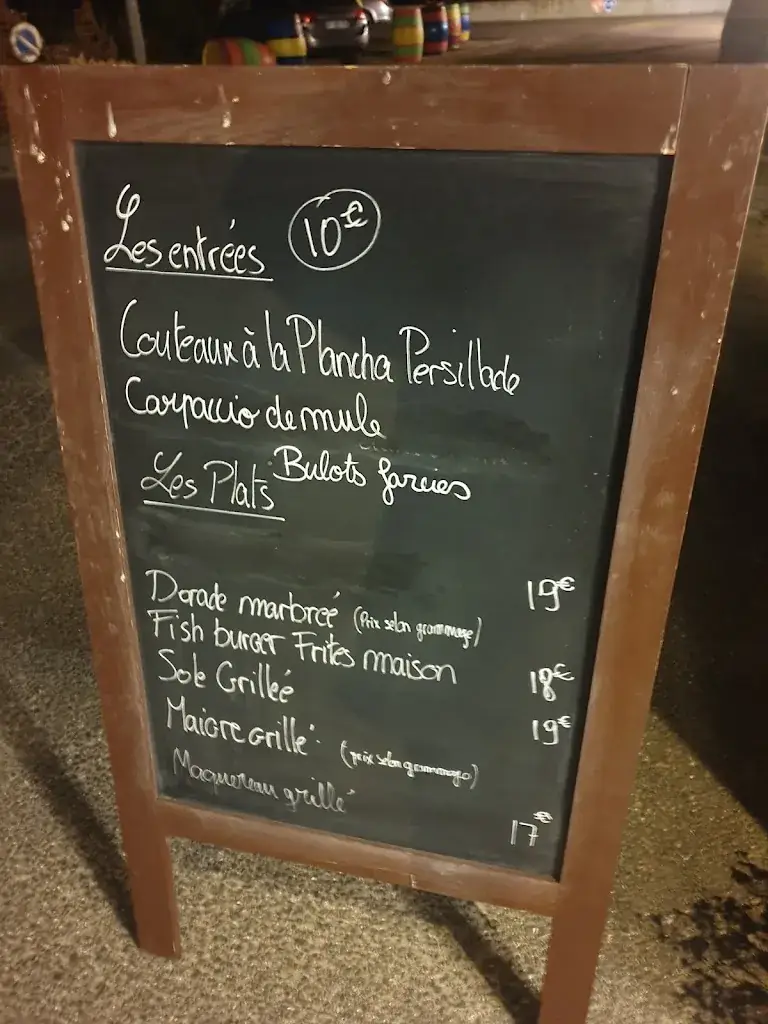 Les entrées 10€
Couteaux à la Plancha Persillade
Carpaccio de mule
Bulots farcies
Les Plats
Dorade marbreé (Prix selon grammage) 19€
Fish burger Frites maison 18€
Sole Grilleé 19€
Maigre Grillé (prix selon grammage)
Maquereau grillé 17€